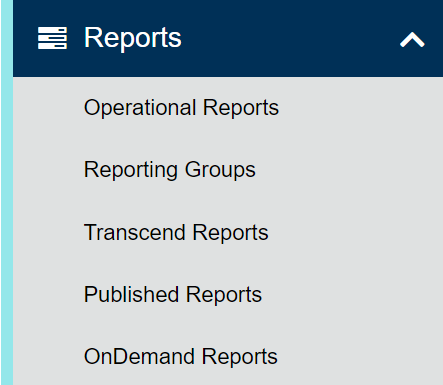 Reports
Operational Reports
Reporting Groups
Transcend Reports
Published Reports
OnDemand Reports